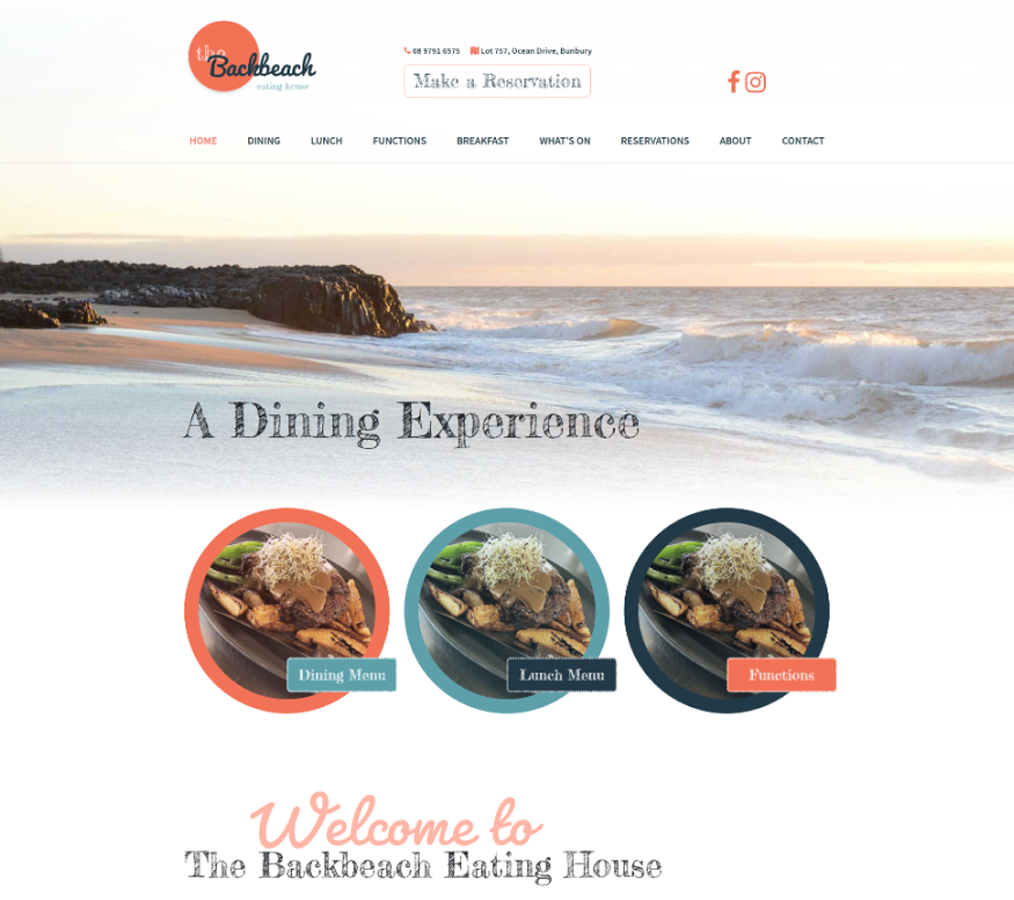 the
Backbeach
eating house
08 9791 6575 Lot 757, Ocean Drive, Bunbury
Make a Reservation
HOME DINING LUNCH FUNCTIONS BREAKFAST WHAT'S ON RESERVATIONS ABOUT CONTACT
A Dining Experience
Dining Menu Lunch Menu Functions
Welcome to
The Backbeach Eating House